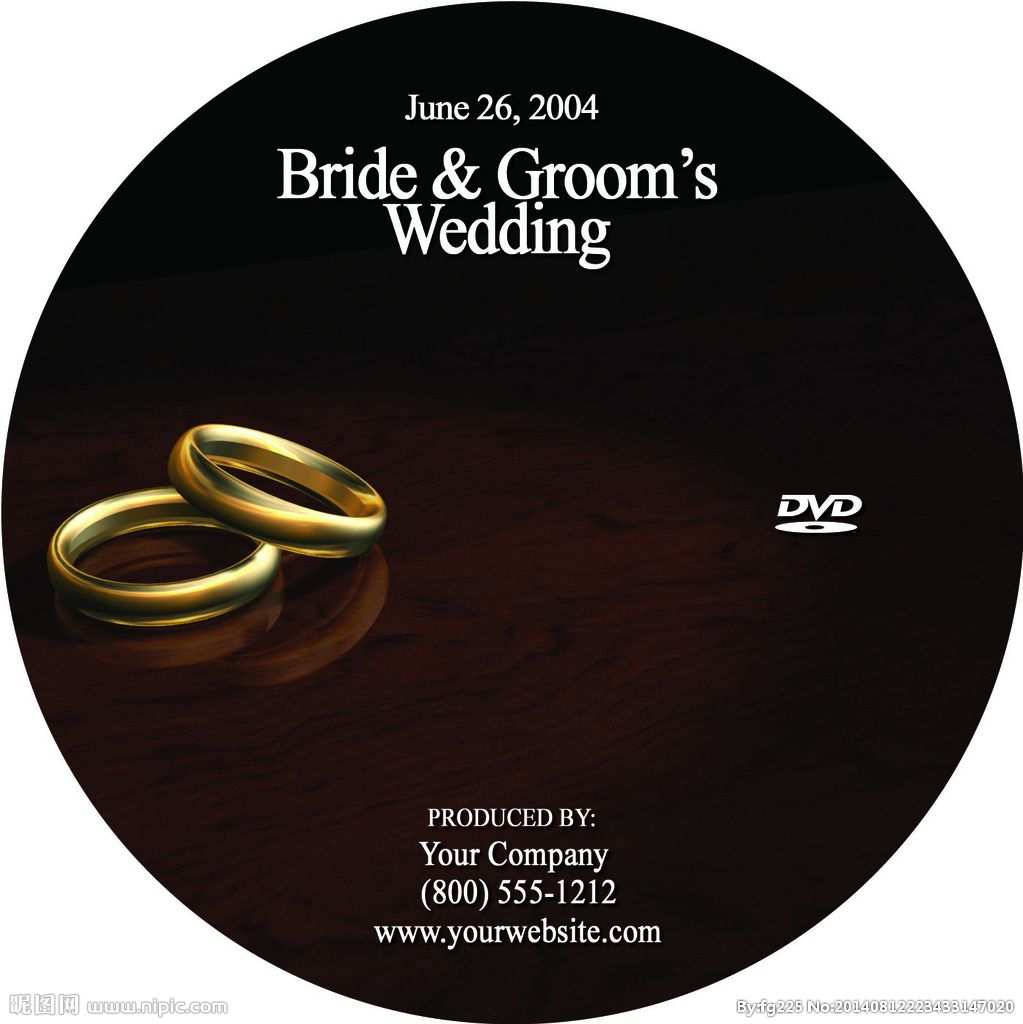 June 26, 2004
Bride & Groom’s
Wedding
DVD
PRODUCED BY:
Your Company
(800) 555-1212
www.yourwebsite.com
昵图网 www.nipic.com
By:fg225 No:20140812223433147020